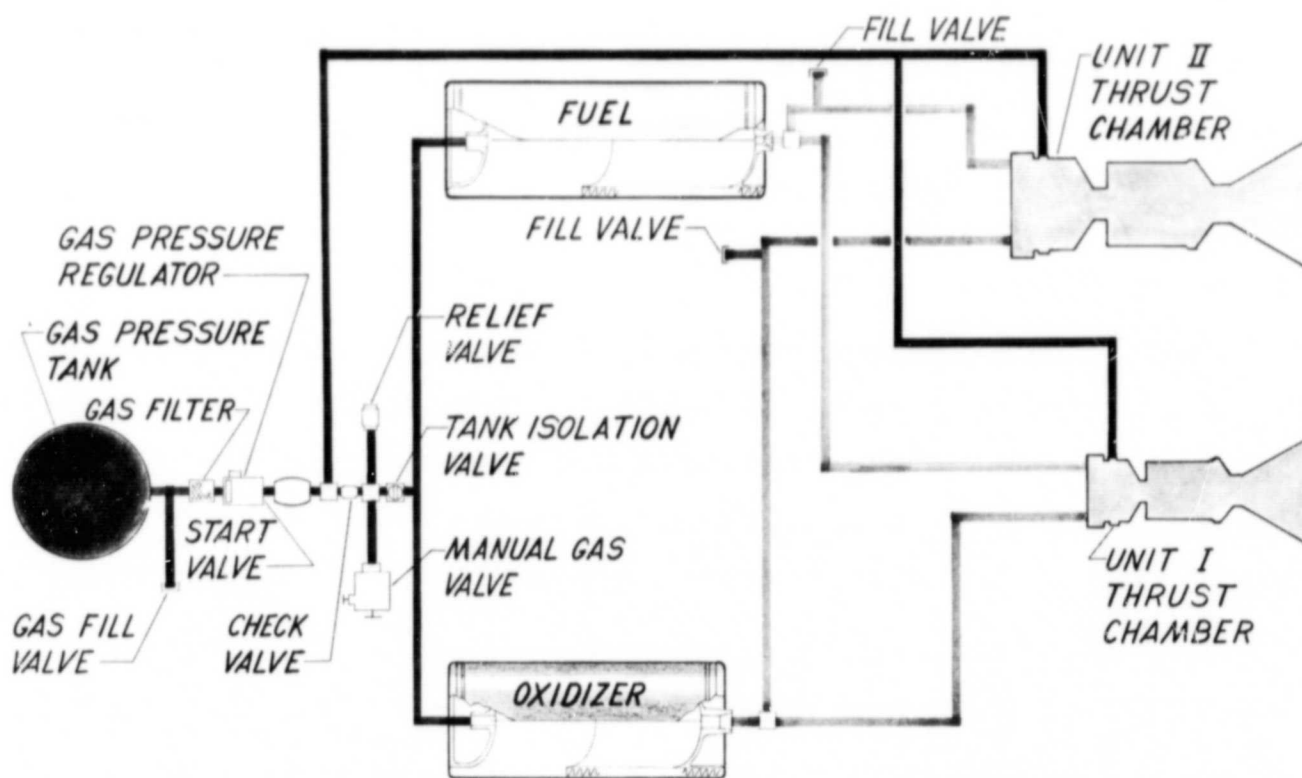 FILL VALVE
UNIT II
THRUST
CHAMBER
FUEL
FILL VALVE
GAS PRESSURE
REGULATOR
GAS PRESSURE
TANK
GAS FILTER
RELIEF
VALVE
TANK ISOLATION
VALVE
START
VALVE
MANUAL GAS
VALVE
GAS FILL
VALVE
CHECK
VALVE
UNIT I
THRUST
CHAMBER
OXIDIZER